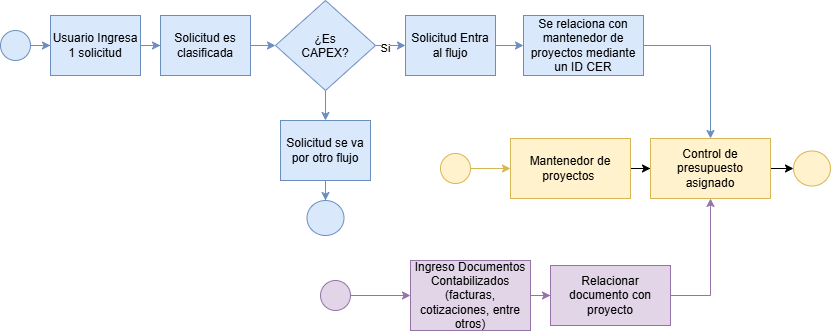 Usuario Ingresa
1 solicitud
Solicitud es
clasificada
¿Es
CAPEX?
Si
Solicitud Entra
al flujo
Se relaciona con
mantenedor de
proyectos mediante
un ID CER
Solicitud se va
por otro flujo
Mantenedor de
proyectos
Control de
presupuesto
asignado
Ingreso Documentos
Contabilizados
(facturas,
cotizaciones, entre
otros)
Relacionar
documento con
proyecto